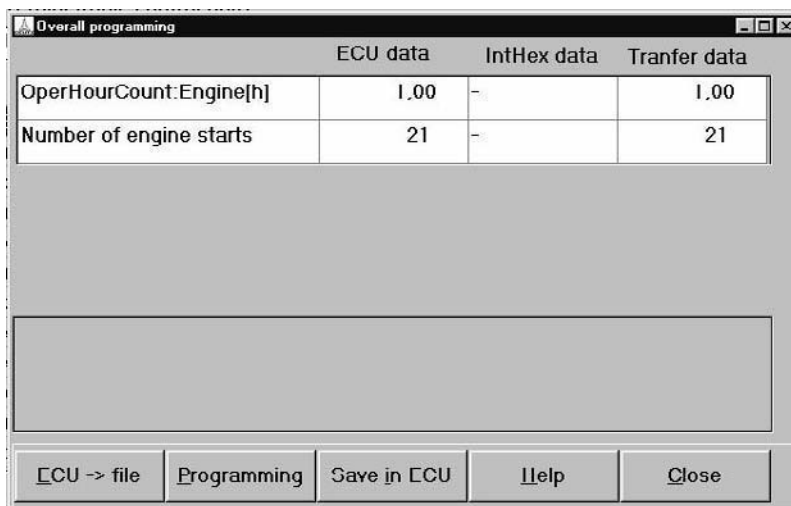 Overall programming
ECU data IntHex data Tranfer data
OperHourCount:Engine[h] 1,00 - 1,00
Number of engine starts 21 - 21
ECU -> file Programming Save in ECU Help Close